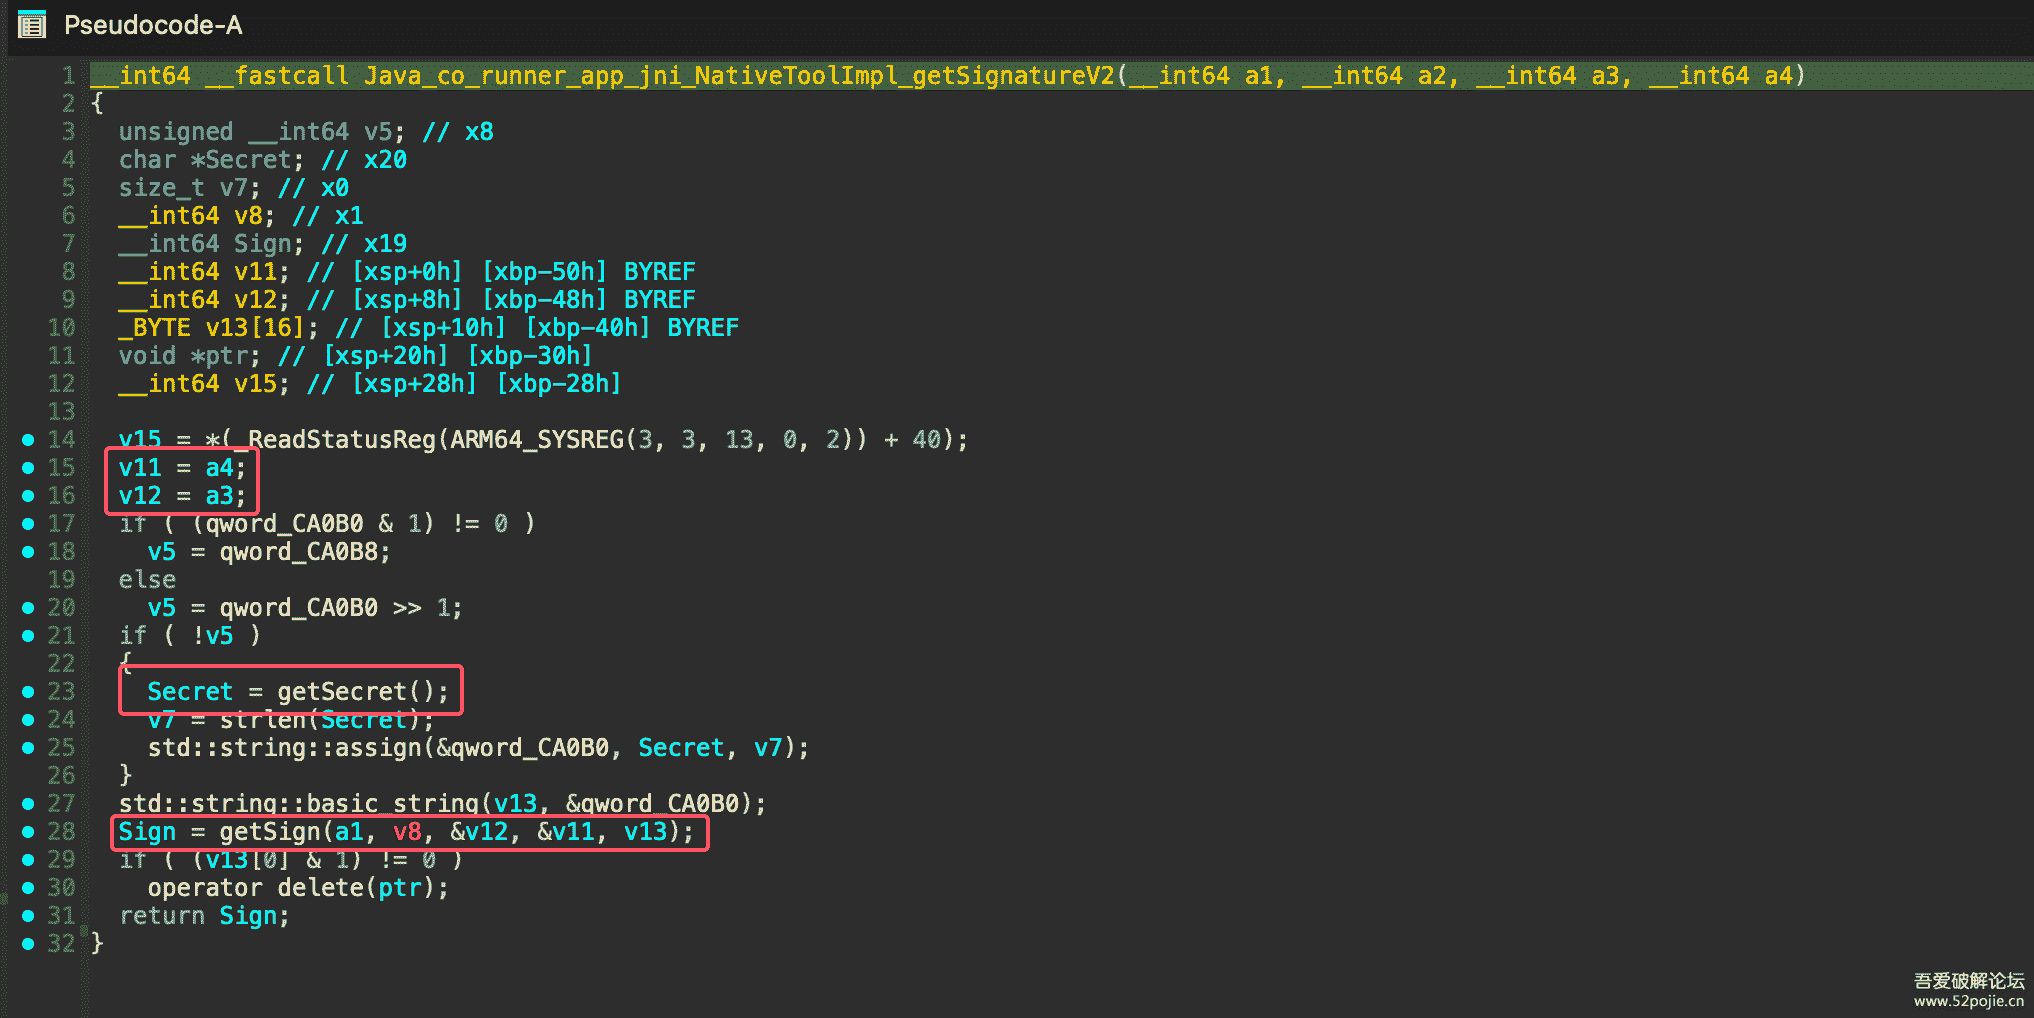 Pseudocode-A
1 __int64 __fastcall Java_co_runner_app_jni_NativeToolImpl_getSignatureV2(__int64 a1, __int64 a2, __int64 a3, __int64 a4)
2 {
3 unsigned __int64 v5; // x8
4 char *Secret; // x20
5 size_t v7; // x0
6 __int64 v8; // x1
7 __int64 Sign; // x19
8 __int64 v11; // [xsp+0h] [xbp-50h] BYREF
9 __int64 v12; // [xsp+8h] [xbp-48h] BYREF
10 _BYTE v13[16]; // [xsp+10h] [xbp-40h] BYREF
11 void *ptr; // [xsp+20h] [xbp-30h]
12 __int64 v15; // [xsp+28h] [xbp-28h]
13
14 v15 = *(_ReadStatusReg(ARM64_SYSREG(3, 3, 13, 0, 2)) + 40);
15 v11 = a4;
16 v12 = a3;
17 if ( (qword_CA0B0 & 1) != 0 )
18 v5 = qword_CA0B8;
19 else
20 v5 = qword_CA0B0 >> 1;
21 if ( !v5 )
22 {
23 Secret = getSecret();
24 v7 = strlen(Secret);
25 std::string::assign(&qword_CA0B0, Secret, v7);
26 }
27 std::string::basic_string(v13, &qword_CA0B0);
28 Sign = getSign(a1, v8, &v12, &v11, v13);
29 if ( (v13[0] & 1) != 0 )
30 operator delete(ptr);
31 return Sign;
32 }
吾爱破解论坛
www.52pojie.cn